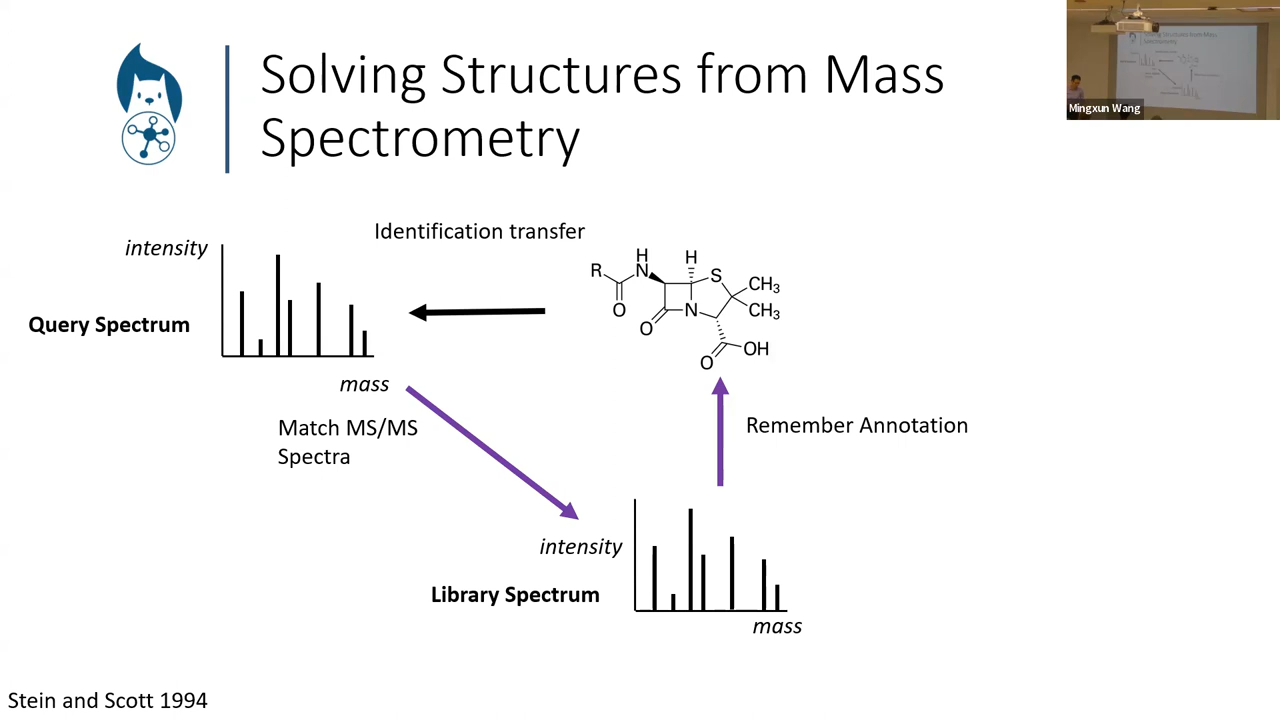 Solving Structures from Mass
Spectrometry
Mingxun Wang
Identification transfer
intensity
Query Spectrum
mass
H
N
R
O
H
S
CH3
CH3
N
O
OH
O
Match MS/MS
Spectra
Remember Annotation
intensity
Library Spectrum
mass
Stein and Scott 1994